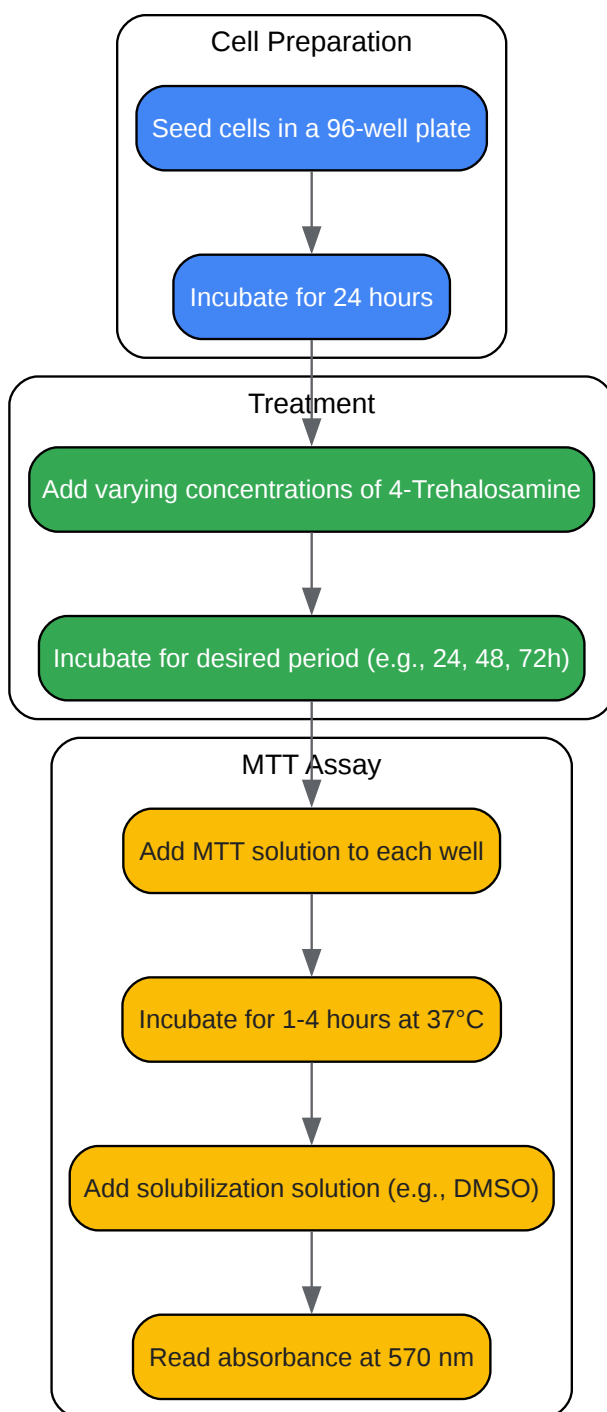 Cell Preparation
Seed cells in a 96-well plate
Incubate for 24 hours
Treatment
Add varying concentrations of 4-Trehalosamine
Incubate for desired period (e.g., 24, 48, 72h)
MTT Assay
Add MTT solution to each well
Incubate for 1-4 hours at 37°C
Add solubilization solution (e.g., DMSO)
Read absorbance at 570 nm